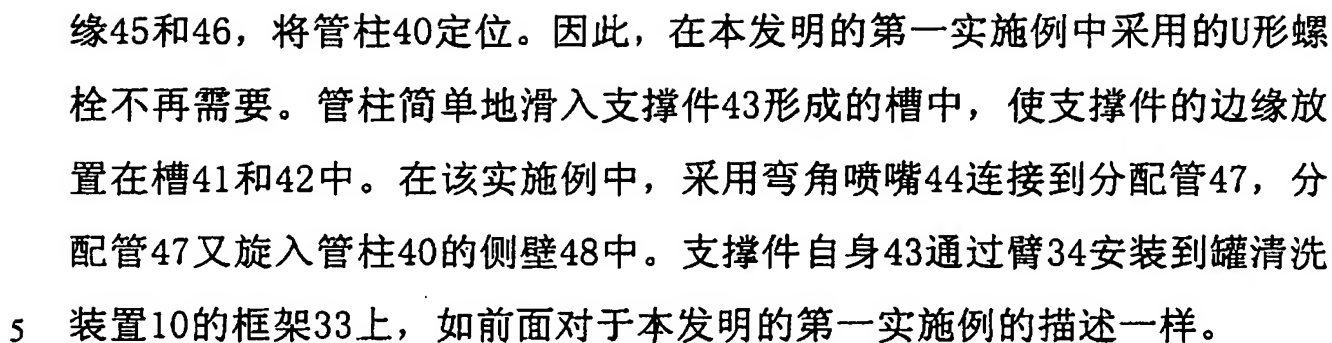 缘45和46，将管柱40定位。因此，在本发明的第一实施例中采用的U形螺
栓不再需要。管柱简单地滑入支撑件43形成的槽中，使支撑件的边缘放
置在槽41和42中。在该实施例中，采用弯角喷嘴44连接到分配管47，分
配管47又旋入管柱40的侧壁48中。支撑件自身43通过臂34安装到罐清洗
5 装置10的框架33上，如前面对于本发明的第一实施例的描述一样。